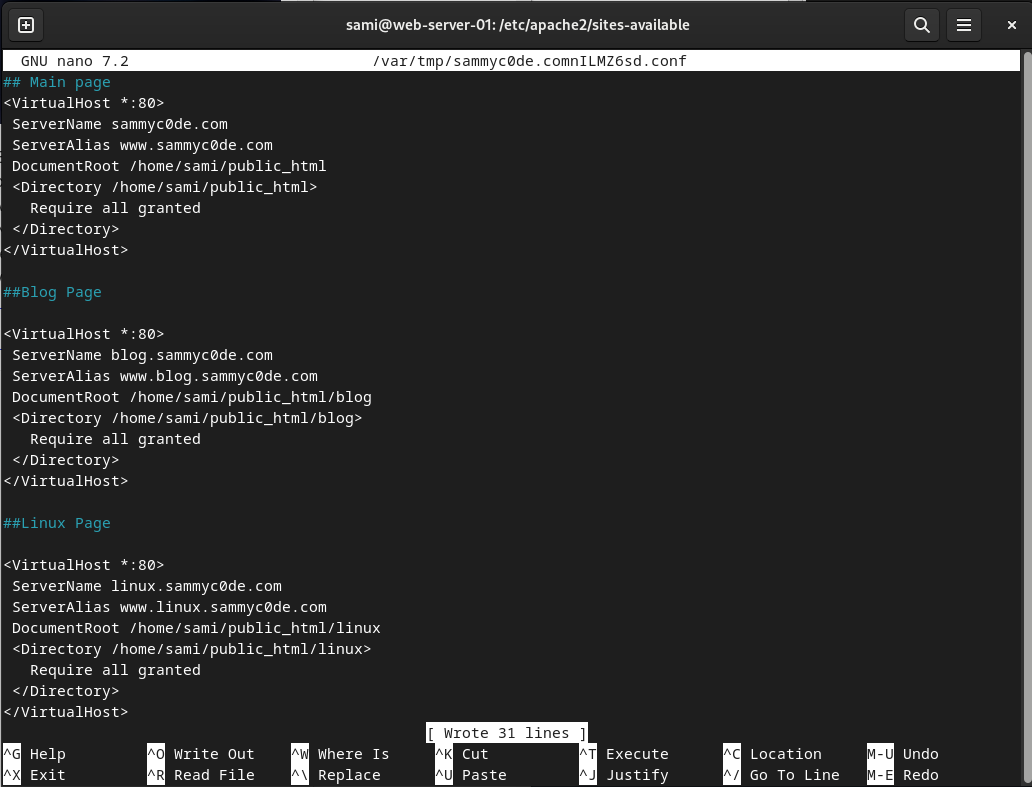 sami@web-server-01: /etc/apache2/sites-available
GNU nano 7.2 /var/tmp/sammyc0de.comnILMZ6sd.conf
## Main page
<VirtualHost *:80>
ServerName sammyc0de.com
ServerAlias www.sammyc0de.com
DocumentRoot /home/sami/public_html
<Directory /home/sami/public_html>
Require all granted
</Directory>
</VirtualHost>
##Blog Page
<VirtualHost *:80>
ServerName blog.sammyc0de.com
ServerAlias www.blog.sammyc0de.com
DocumentRoot /home/sami/public_html/blog
<Directory /home/sami/public_html/blog>
Require all granted
</Directory>
</VirtualHost>
##Linux Page
<VirtualHost *:80>
ServerName linux.sammyc0de.com
ServerAlias www.linux.sammyc0de.com
DocumentRoot /home/sami/public_html/linux
<Directory /home/sami/public_html/linux>
Require all granted
</Directory>
</VirtualHost>
[ Wrote 31 lines ]
^G Help ^O Write Out ^W Where Is ^K Cut ^T Execute ^C Location M-U Undo
^X Exit ^R Read File ^\ Replace ^U Paste ^J Justify ^/ Go To Line M-E Redo